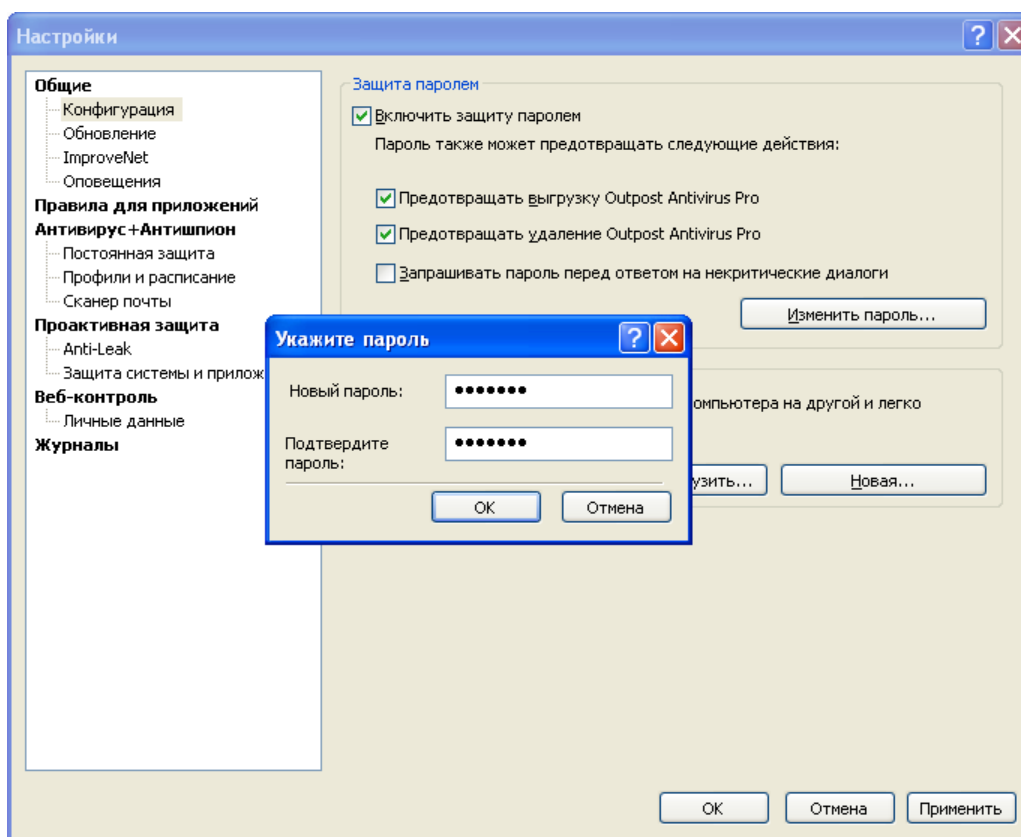 Настройки
Общие
Конфигурация
Обновление
ImproveNet
Оповещения
Правила для приложений
Антивирус+Антишпион
Постоянная защита
Профили и расписание
Сканер почты
Проактивная защита
Anti-Leak
Защита системы и прилож
Веб-контроль
Личные данные
Журналы
Защита паролем
Включить защиту паролем
Пароль также может предотвращать следующие действия:
Предотвращать выгрузку Outpost Antivirus Pro
Предотвращать удаление Outpost Antivirus Pro
Запрашивать пароль перед ответом на некритические диалоги
Изменить пароль...
омпьютера на другой и легко
узить...
Новая...
Укажите пароль
Новый пароль: •••••••
Подтвердите
пароль: •••••••
OK
Отмена
OK
Отмена
Применить